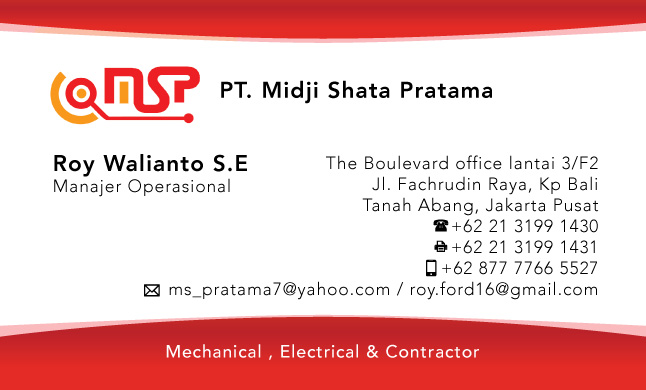 MSP
PT. Midji Shata Pratama
Roy Walianto S.E
Manajer Operasional
The Boulevard office lantai 3/F2
Jl. Fachrudin Raya, Kp Bali
Tanah Abang, Jakarta Pusat
+62 21 3199 1430
+62 21 3199 1431
+62 877 7766 5527
ms_pratama7@yahoo.com / roy.ford16@gmail.com
Mechanical , Electrical & Contractor